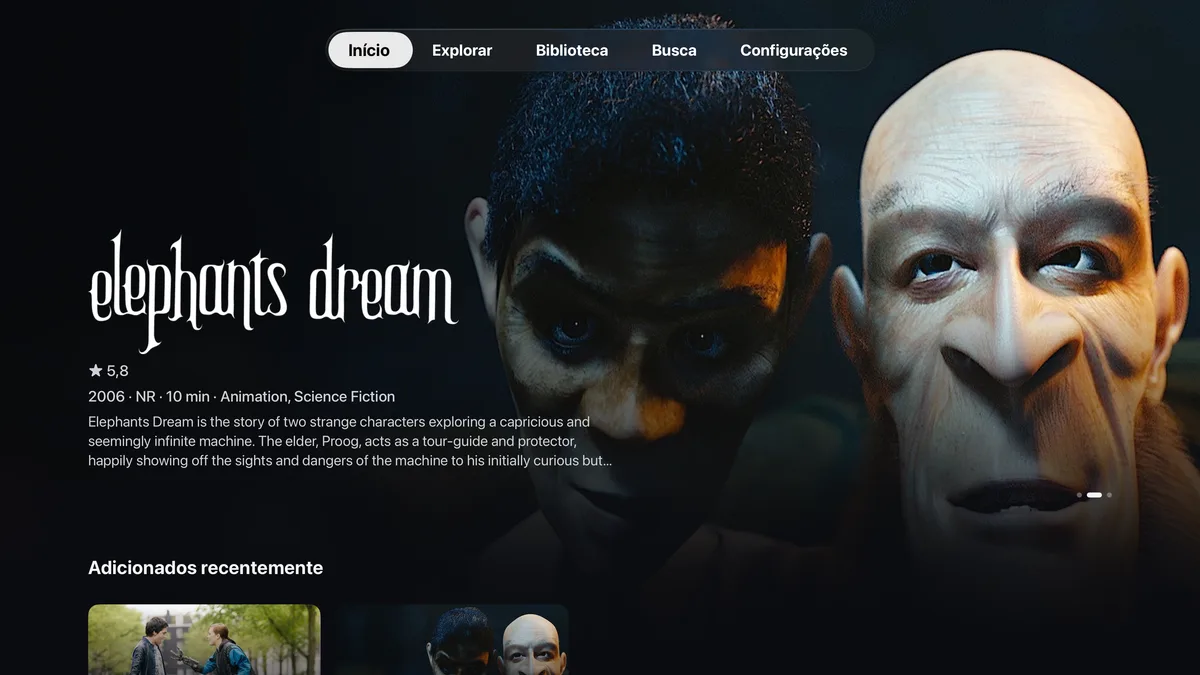 Início Explorar Biblioteca Busca Configurações
elephants dream
★ 5,8
2006 · NR · 10 min · Animation, Science Fiction
Elephants Dream is the story of two strange characters exploring a capricious and
seemingly infinite machine. The elder, Proog, acts as a tour-guide and protector,
happily showing off the sights and dangers of the machine to his initially curious but...
Adicionados recentemente